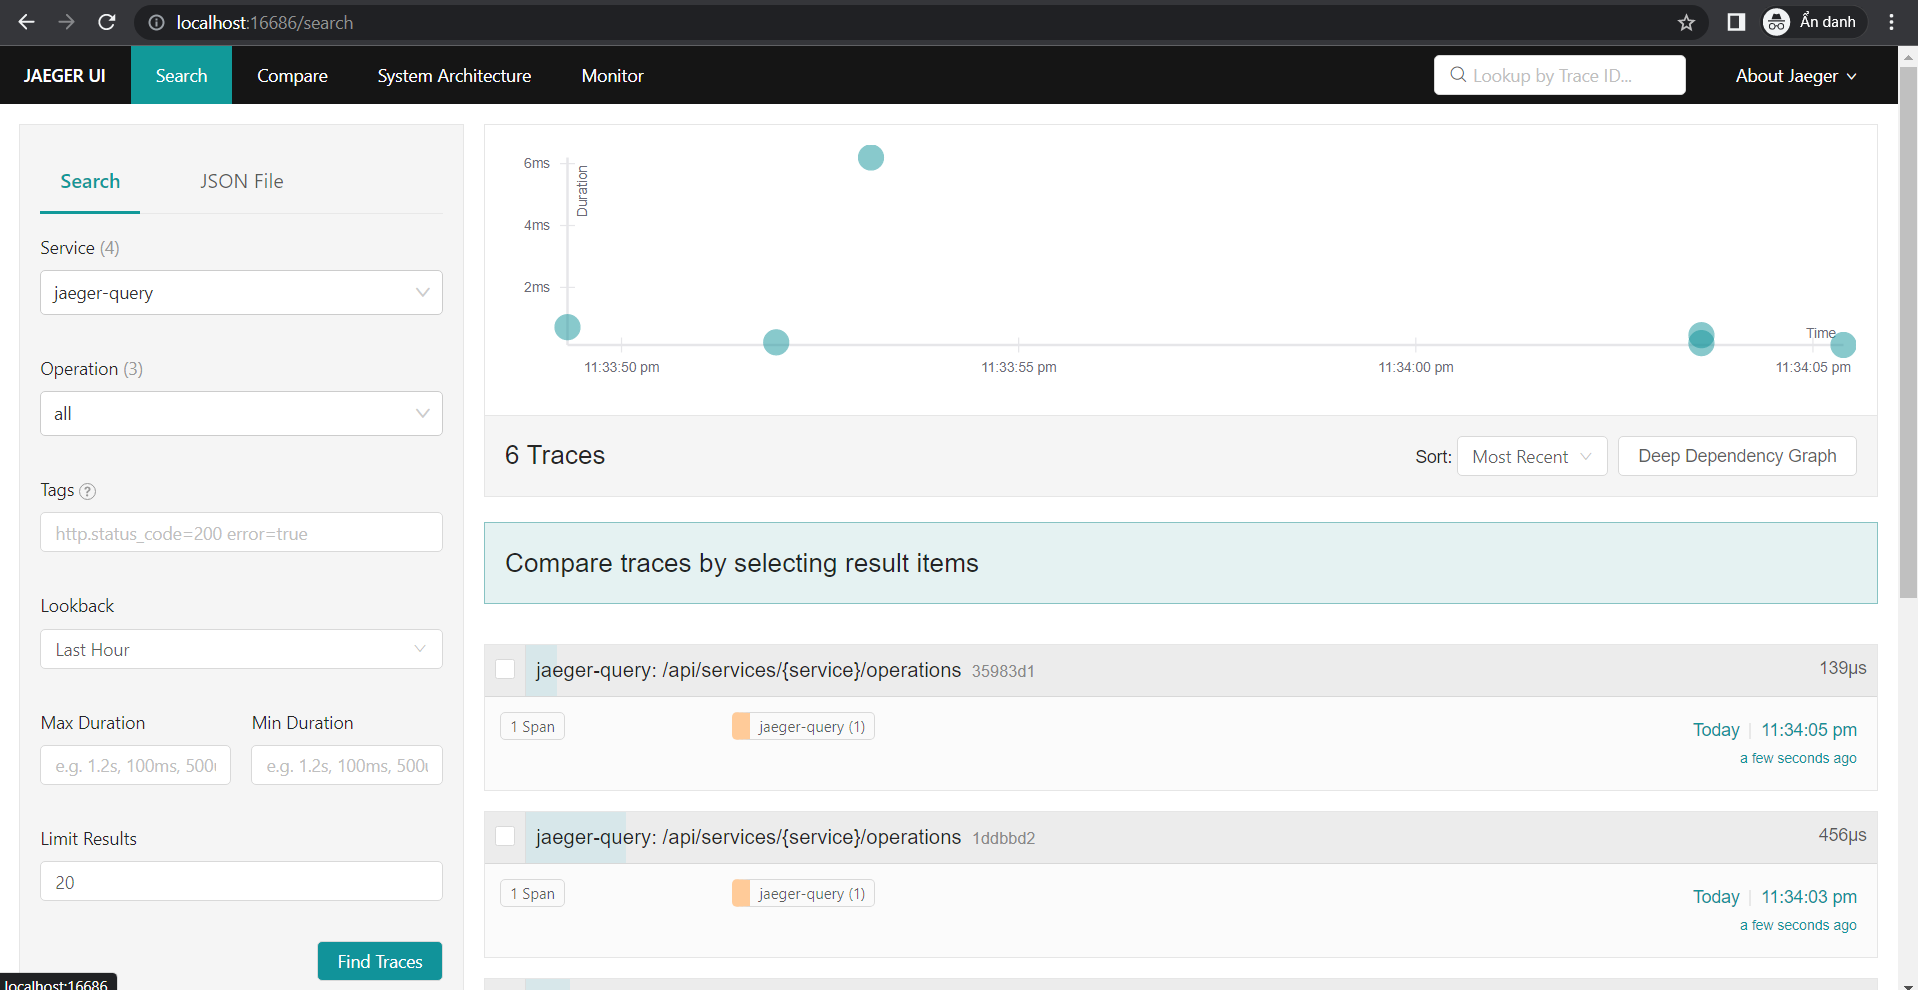 localhost:16686/search
Ẩn danh
JAEGER UI
Search
Compare
System Architecture
Monitor
Lookup by Trace ID...
About Jaeger
Search
JSON File
Service (4)
jaeger-query
Operation (3)
all
Tags ?
http.status_code=200 error=true
Lookback
Last Hour
Max Duration
Min Duration
e.g. 1.2s, 100ms, 500
e.g. 1.2s, 100ms, 500
Limit Results
20
Find Traces
localhost:16686
6ms
4ms
2ms
Duration
Time
11:33:50 pm
11:33:55 pm
11:34:00 pm
11:34:05 pm
6 Traces
Sort:
Most Recent
Deep Dependency Graph
Compare traces by selecting result items
jaeger-query: /api/services/{service}/operations 35983d1
139µs
1 Span
jaeger-query (1)
Today | 11:34:05 pm
a few seconds ago
jaeger-query: /api/services/{service}/operations 1ddbbd2
456µs
1 Span
jaeger-query (1)
Today | 11:34:03 pm
a few seconds ago